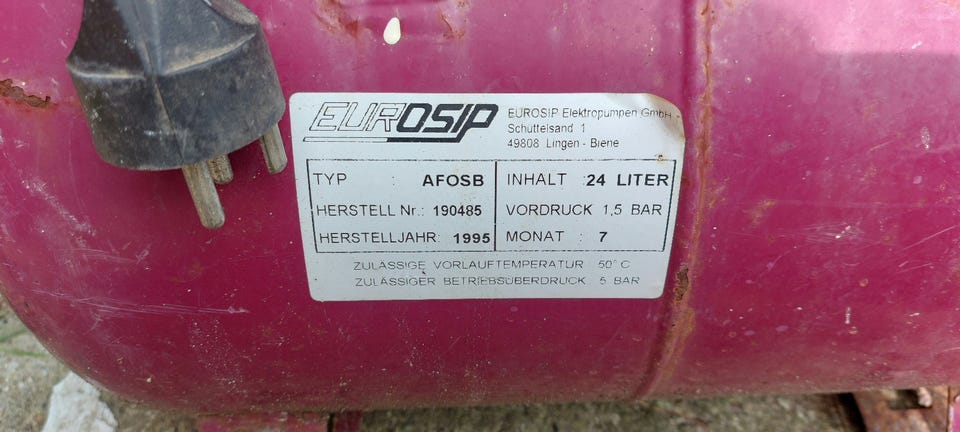 EUROSIP
EUROSIP Elektropumpen GmbH
Schuttelsand 1
49808 Lingen - Biene
TYP : AFOSB
INHALT :24 LITER
HERSTELL Nr.: 190485
VORDRUCK 1,5 BAR
HERSTELLJAHR: 1995
MONAT : 7
ZULÄSSIGE VORLAUFTEMPERATUR 50° C
ZULÄSSIGER BETRIEBSÜBERDRUCK 6 BAR